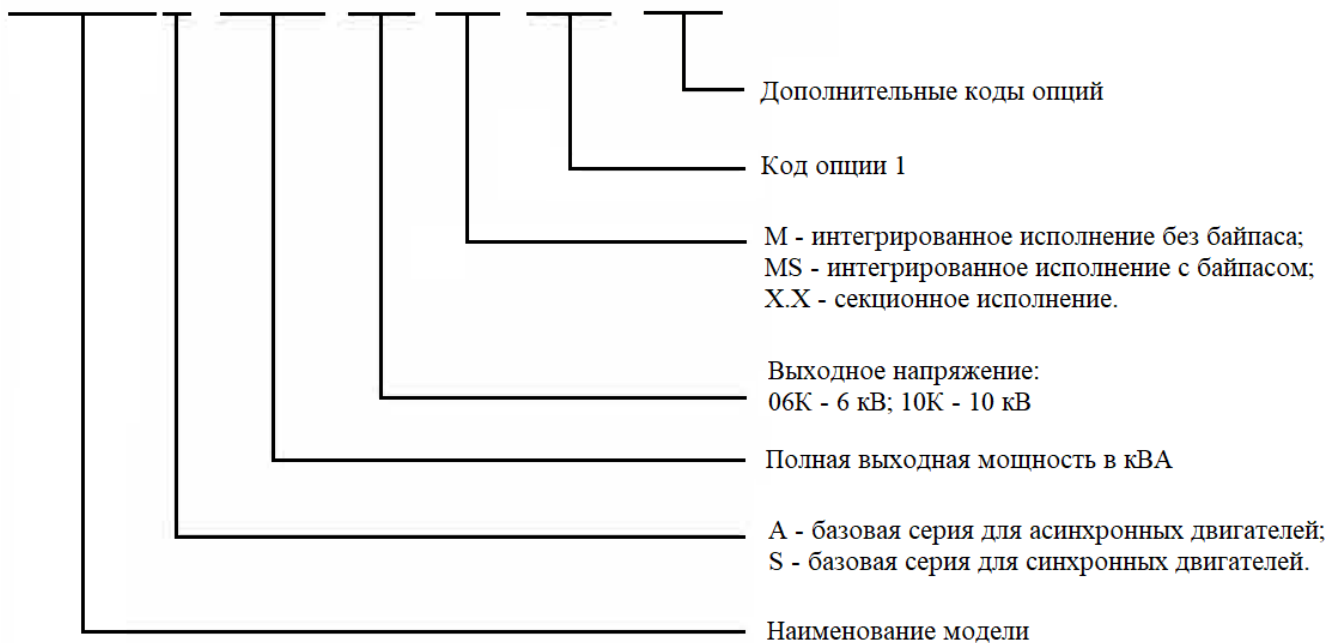 Дополнительные коды опций
Код опции 1
М - интегрированное исполнение без байпаса;
MS - интегрированное исполнение с байпасом;
Х.Х - секционное исполнение.
Выходное напряжение:
06К - 6 кВ; 10К - 10 кВ
Полная выходная мощность в кВА
А - базовая серия для асинхронных двигателей;
S - базовая серия для синхронных двигателей.
Наименование модели